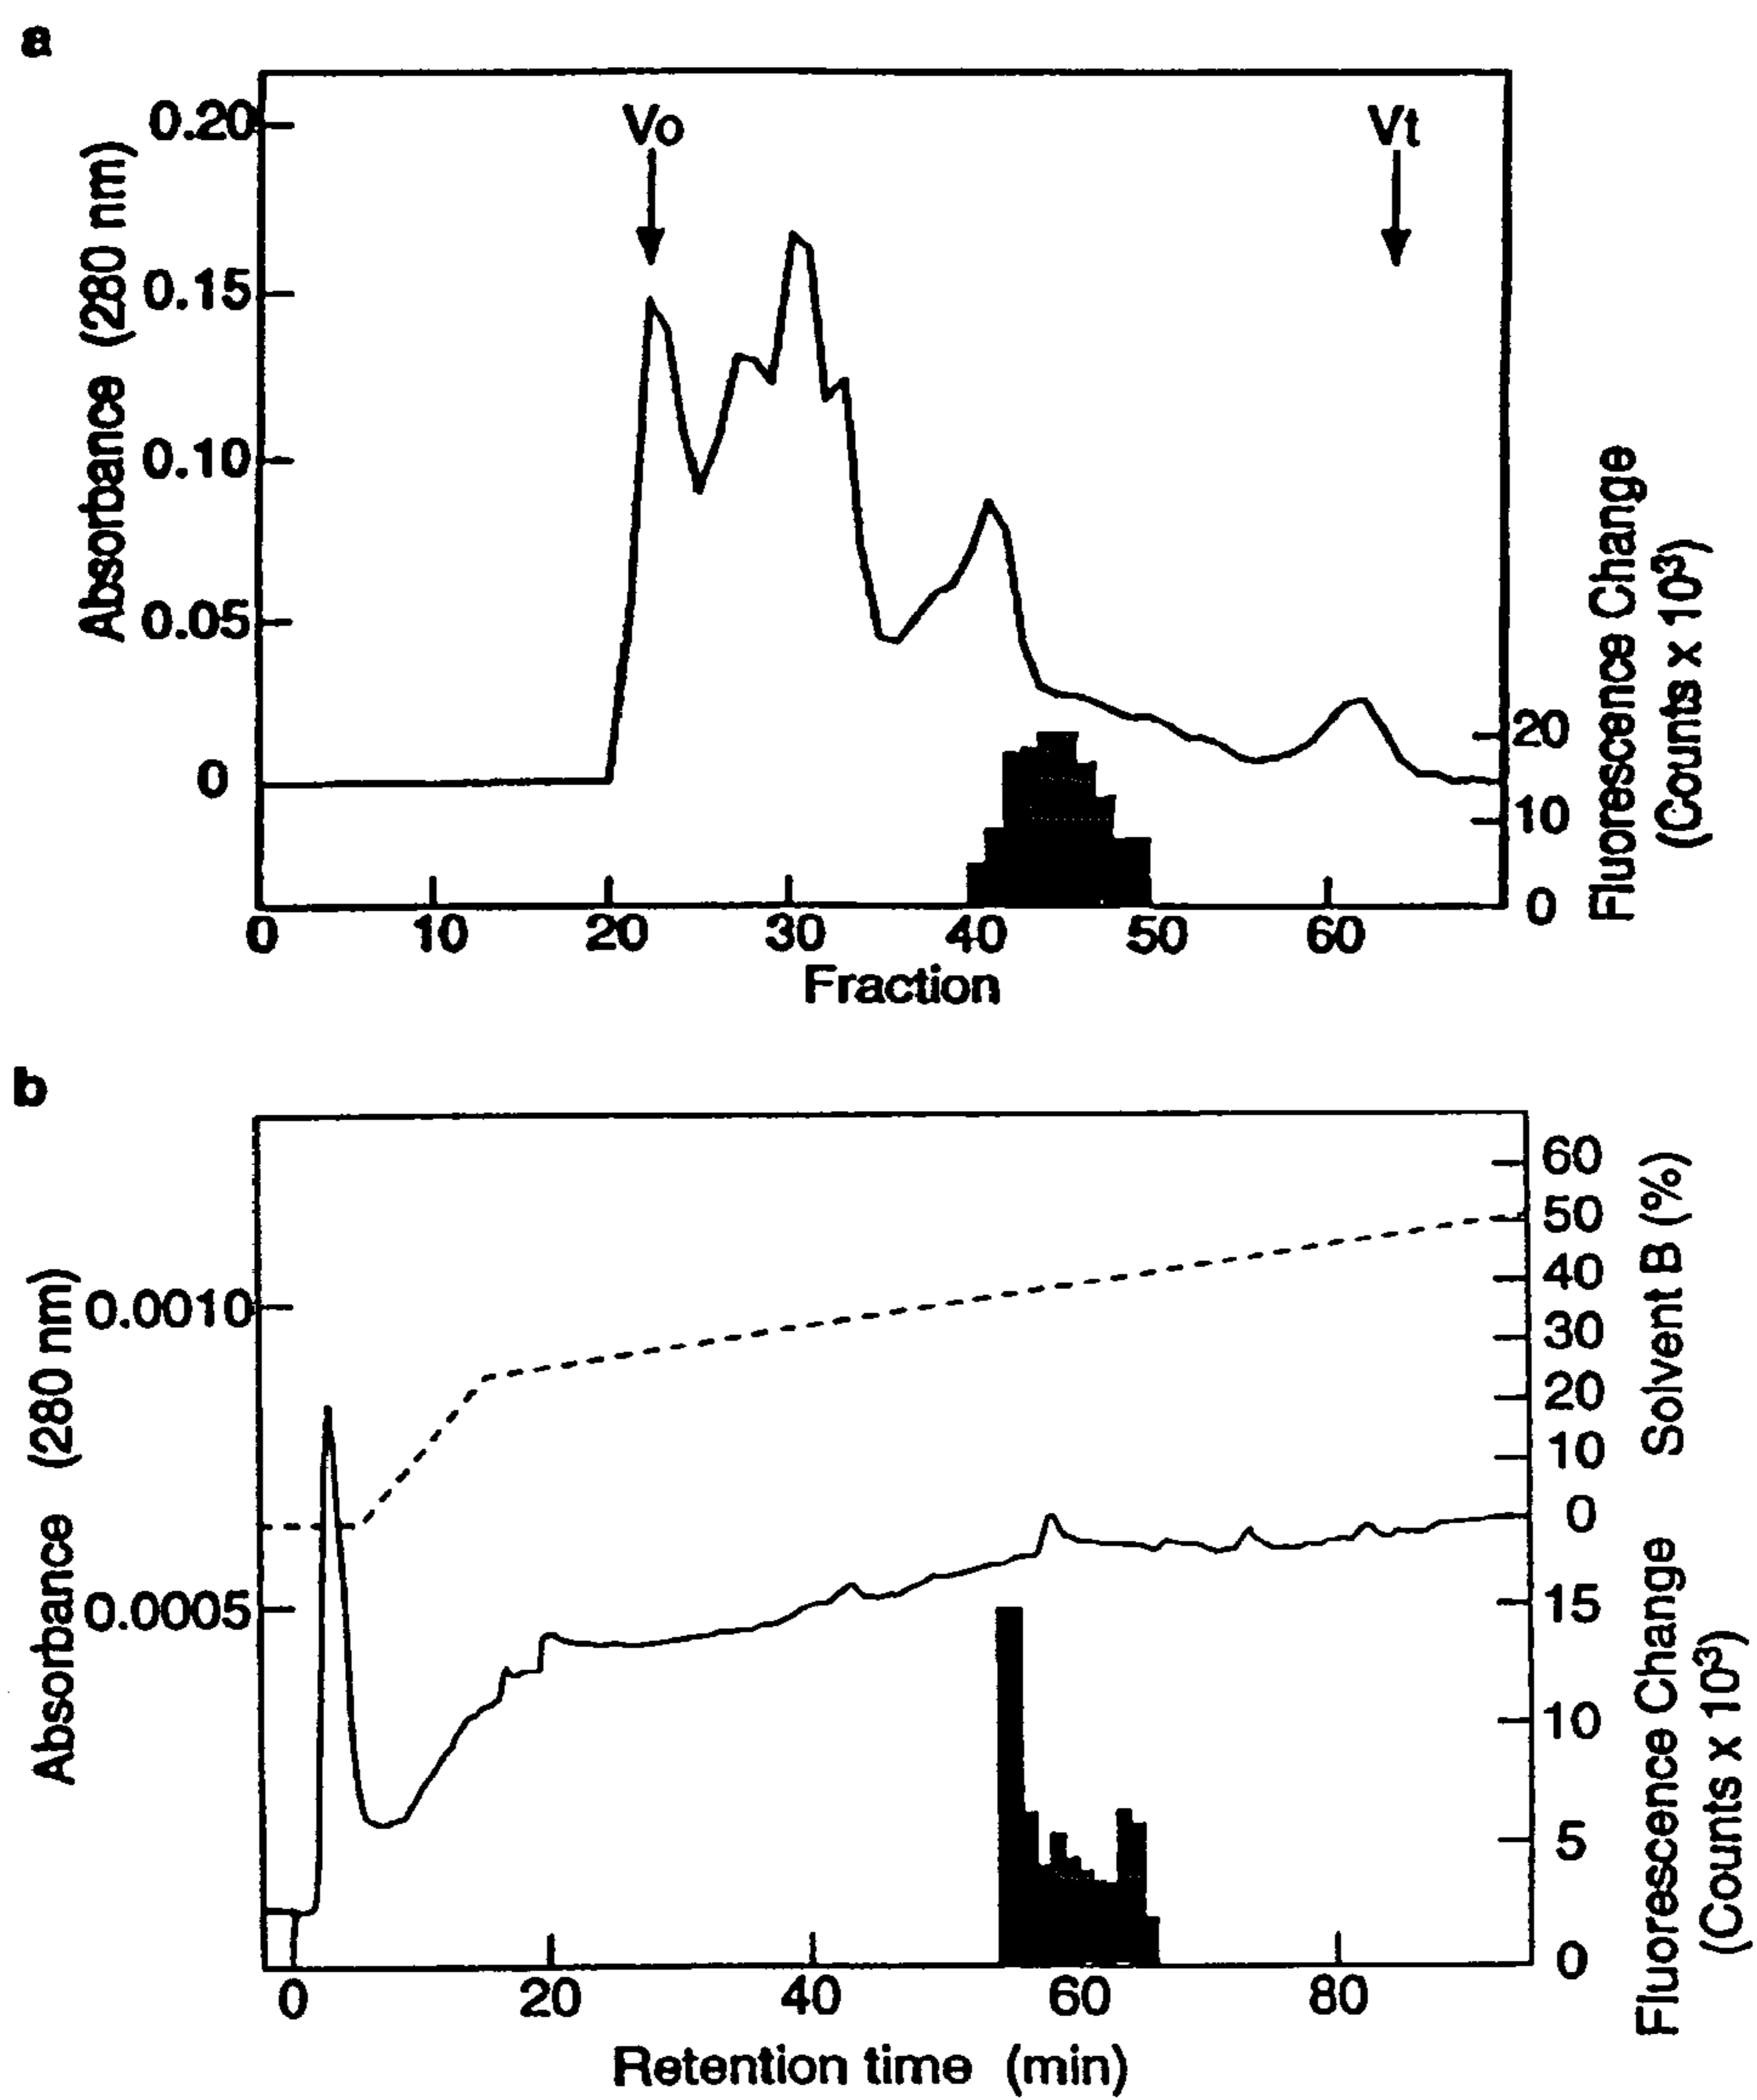 a
Vo
Vt
0.20
0.15
0.10
0.05
0
Absorbance (280 nm)
20
10
0
Fluorescence Change
(Counts x 10³)
0 10 20 30 40 50 60
Fraction
b
0.0010
0.0005
Absorbance (280 nm)
60
50
40
30
20
10
0
Solvent B (%)
15
10
5
0
Fluorescence Change
(Counts x 10³)
0 20 40 60 80
Retention time (min)